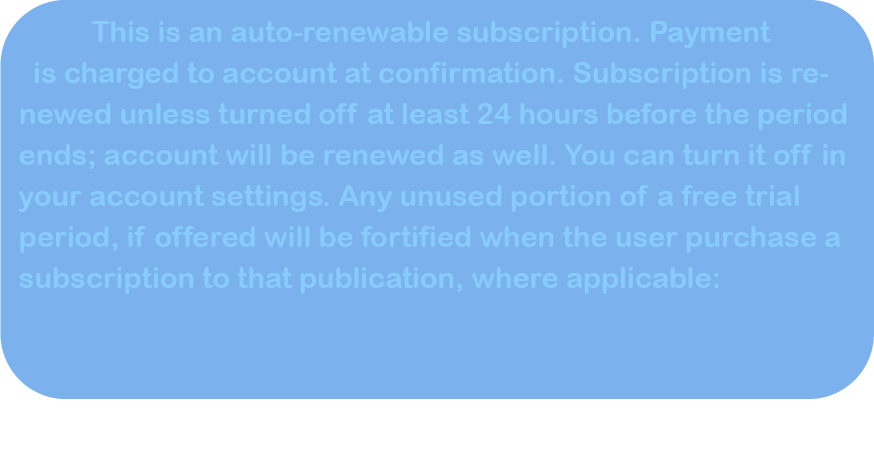 This is an auto-renewable subscription. Payment
is charged to account at confirmation. Subscription is re-
newed unless turned off at least 24 hours before the period
ends; account will be renewed as well. You can turn it off in
your account settings. Any unused portion of a free trial
period, if offered will be fortified when the user purchase a
subscription to that publication, where applicable: